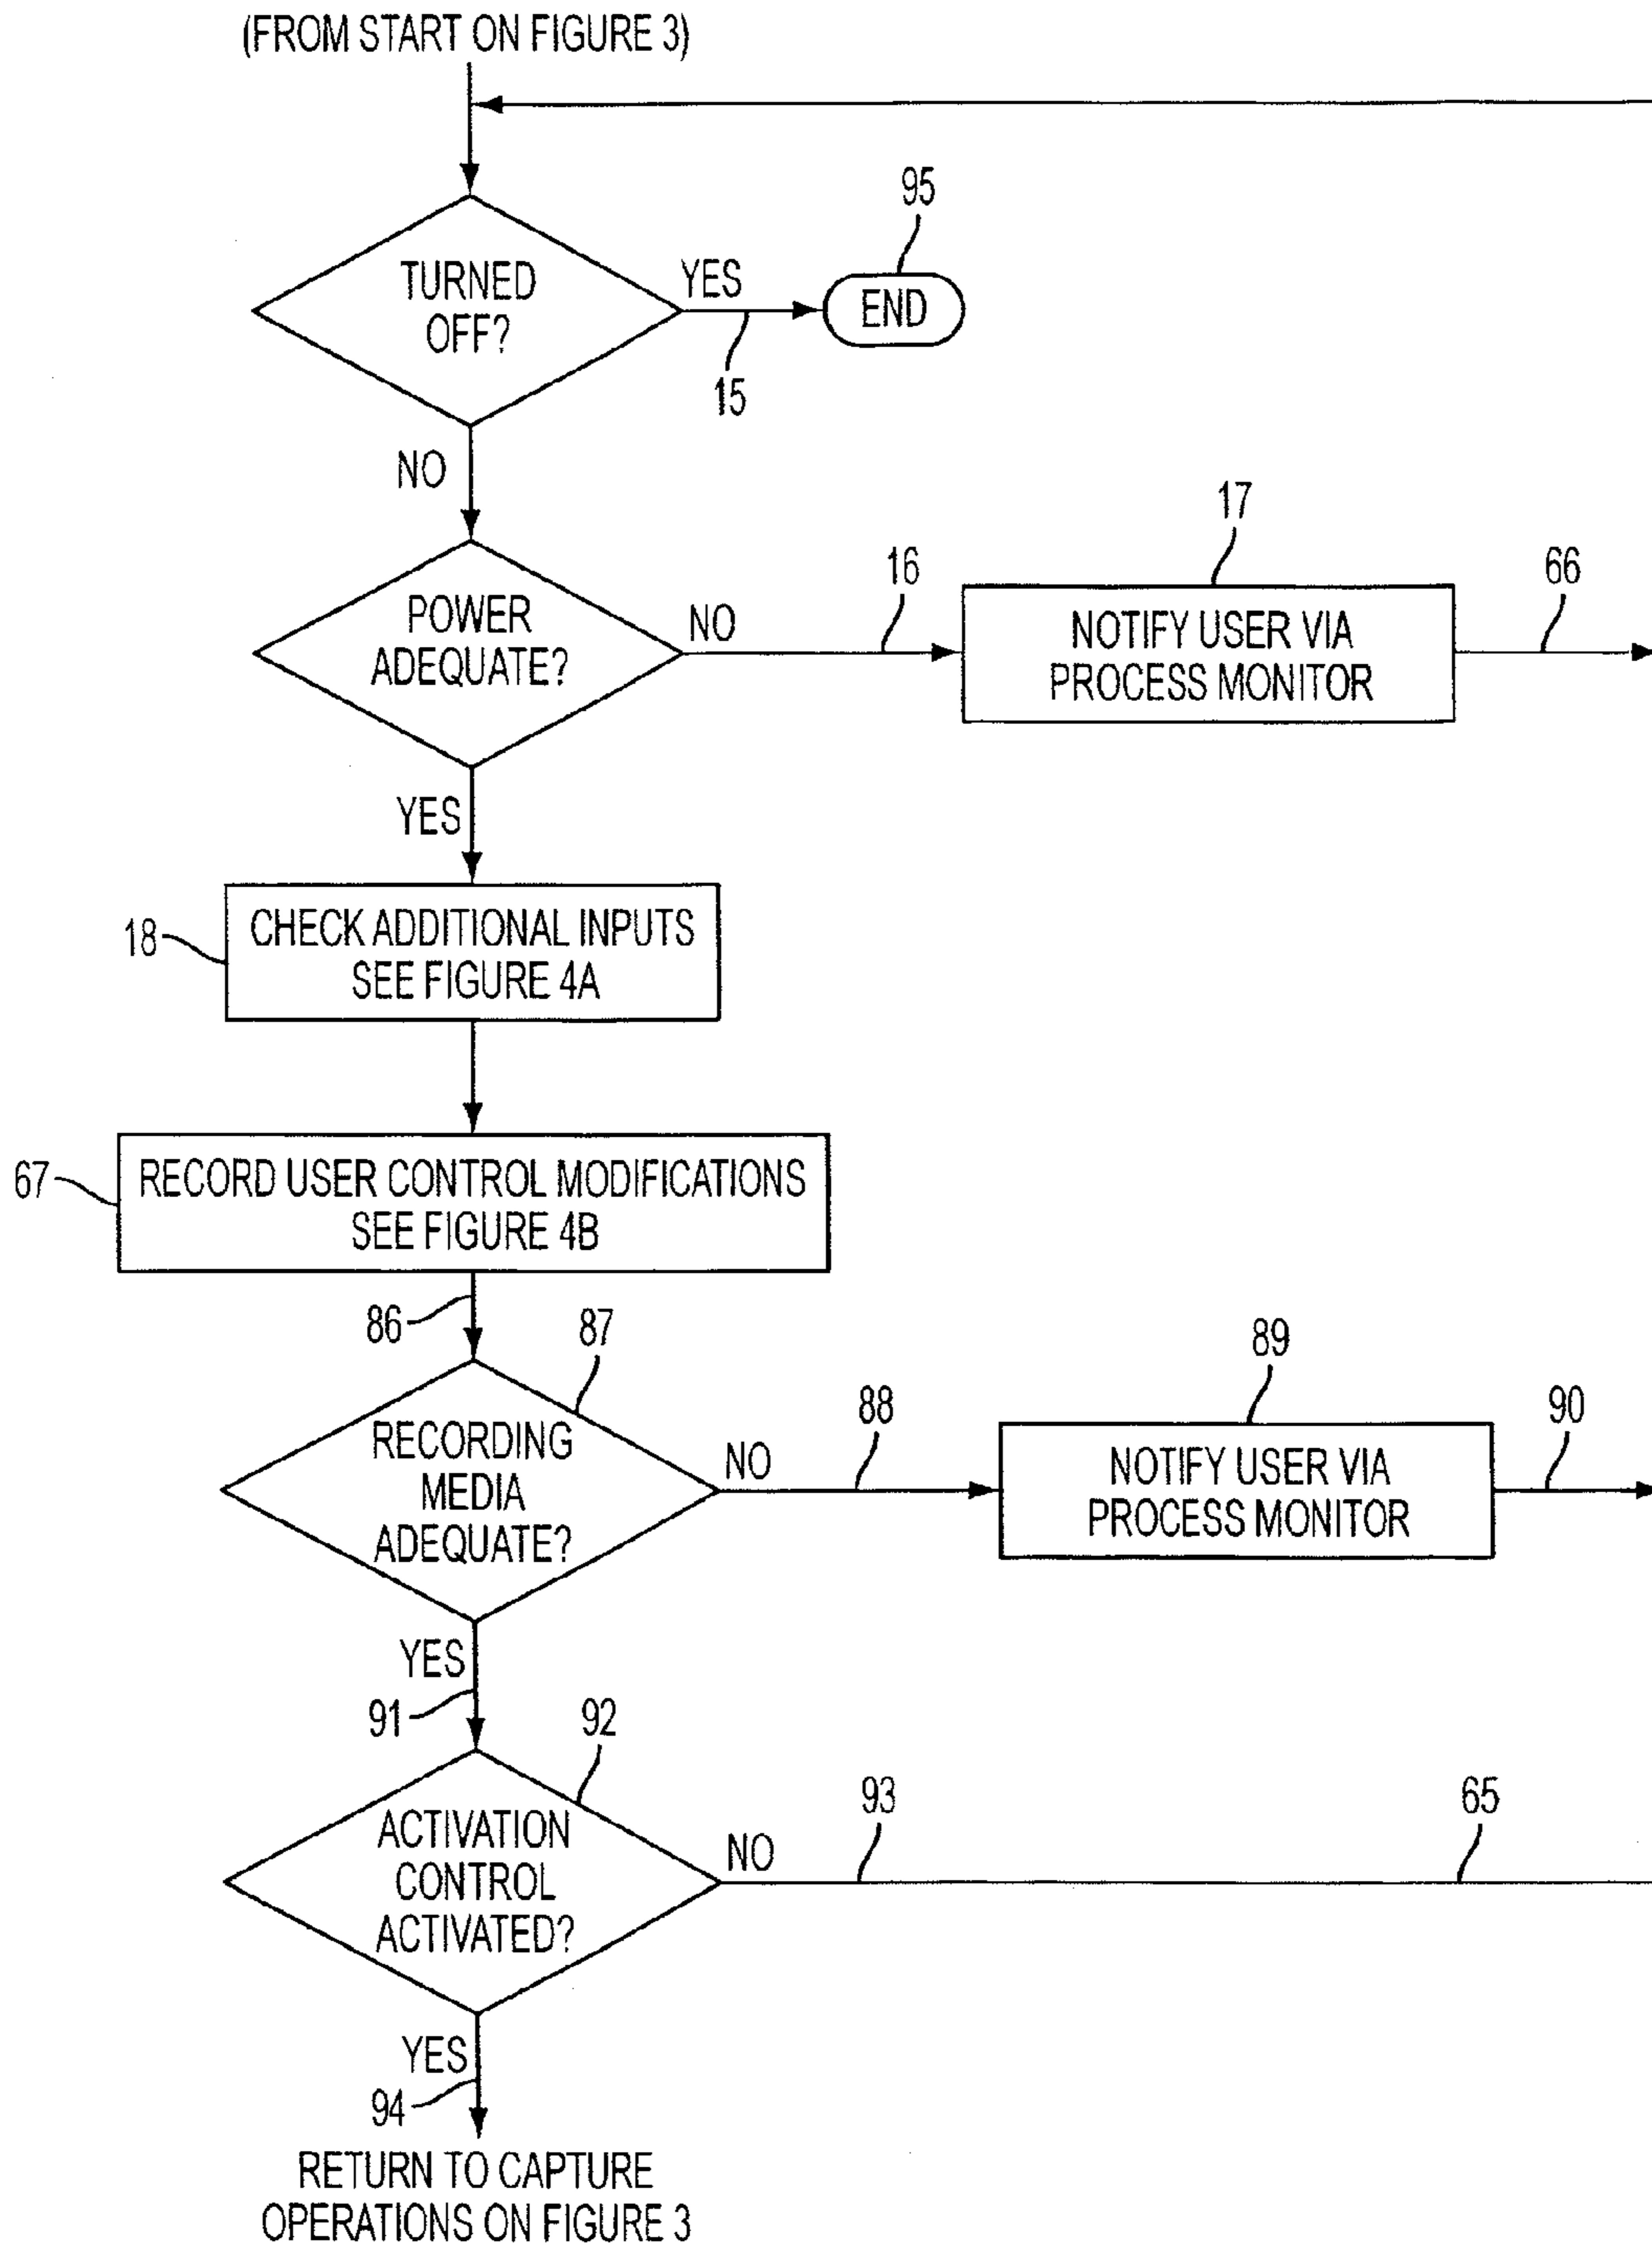 (FROM START ON FIGURE 3)
95
TURNED
OFF?
YES
END
15
NO
17
16
66
POWER
ADEQUATE?
NO
NOTIFY USER VIA
PROCESS MONITOR
YES
18
CHECK ADDITIONAL INPUTS
SEE FIGURE 4A
67
RECORD USER CONTROL MODIFICATIONS
SEE FIGURE 4B
86
87
89
88
90
RECORDING
MEDIA
ADEQUATE?
NO
NOTIFY USER VIA
PROCESS MONITOR
YES
91
92
93
65
ACTIVATION
CONTROL
ACTIVATED?
NO
YES
94
RETURN TO CAPTURE
OPERATIONS ON FIGURE 3